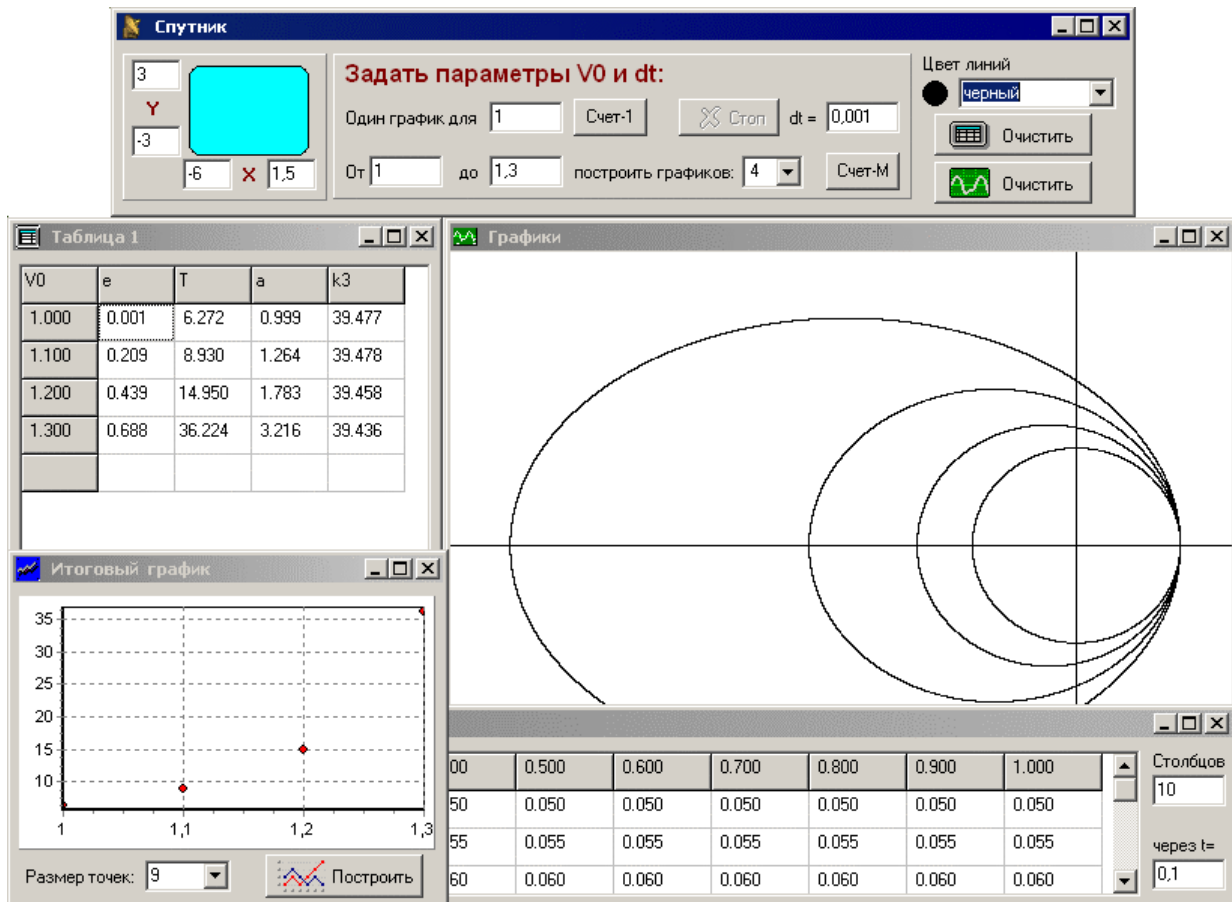 Спутник
3
Y
-3
-6 X 1,5
Задать параметры V0 и dt:
Один график для 1 Счет-1 Стоп dt = 0,001
От 1 до 1,3 построить графиков: 4 Счет-М
Цвет линий
черный
Очистить
Очистить
Таблица 1
V0 e T a k3
1.000 0.001 6.272 0.999 39.477
1.100 0.209 8.930 1.264 39.478
1.200 0.439 14.950 1.783 39.458
1.300 0.688 36.224 3.216 39.436
Графики
Итоговый график
35
30
25
20
15
10
1 1,1 1,2 1,3
Размер точек: 9 Построить
00 0.500 0.600 0.700 0.800 0.900 1.000
50 0.050 0.050 0.050 0.050 0.050 0.050
55 0.055 0.055 0.055 0.055 0.055 0.055
60 0.060 0.060 0.060 0.060 0.060 0.060
Столбцов
10
через t=
0,1